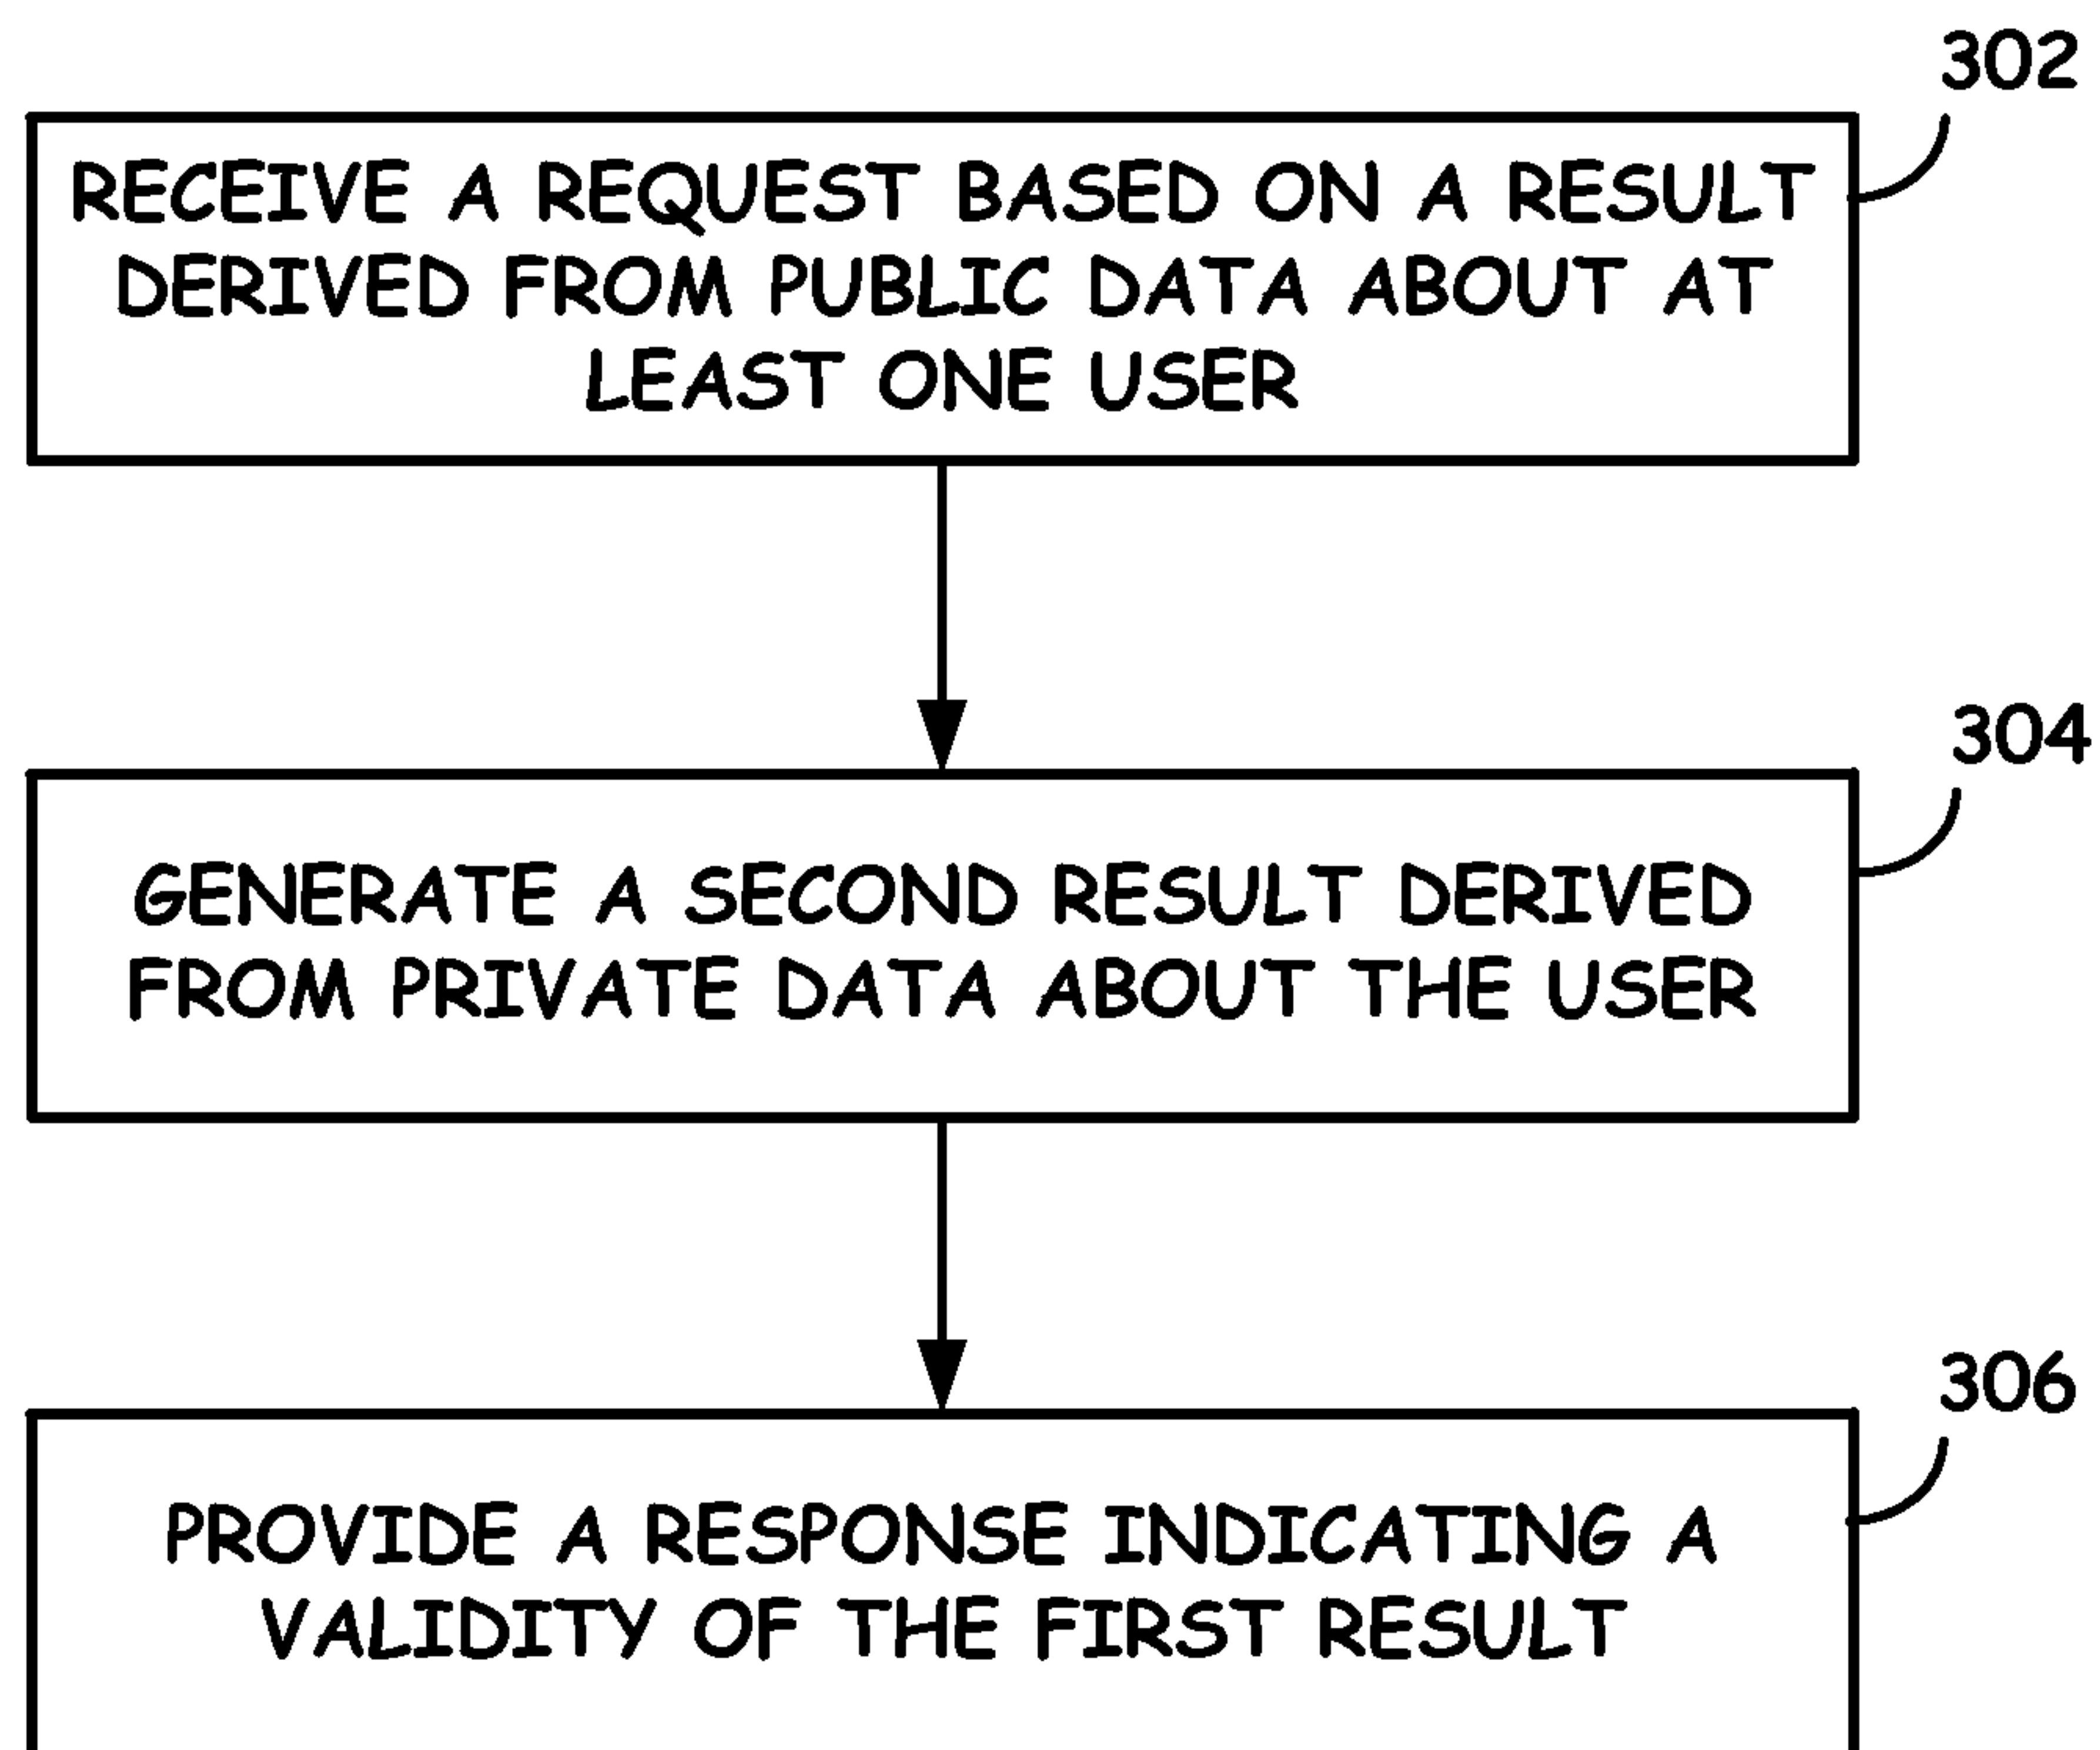 302
RECEIVE A REQUEST BASED ON A RESULT
DERIVED FROM PUBLIC DATA ABOUT AT
LEAST ONE USER
304
GENERATE A SECOND RESULT DERIVED
FROM PRIVATE DATA ABOUT THE USER
306
PROVIDE A RESPONSE INDICATING A
VALIDITY OF THE FIRST RESULT